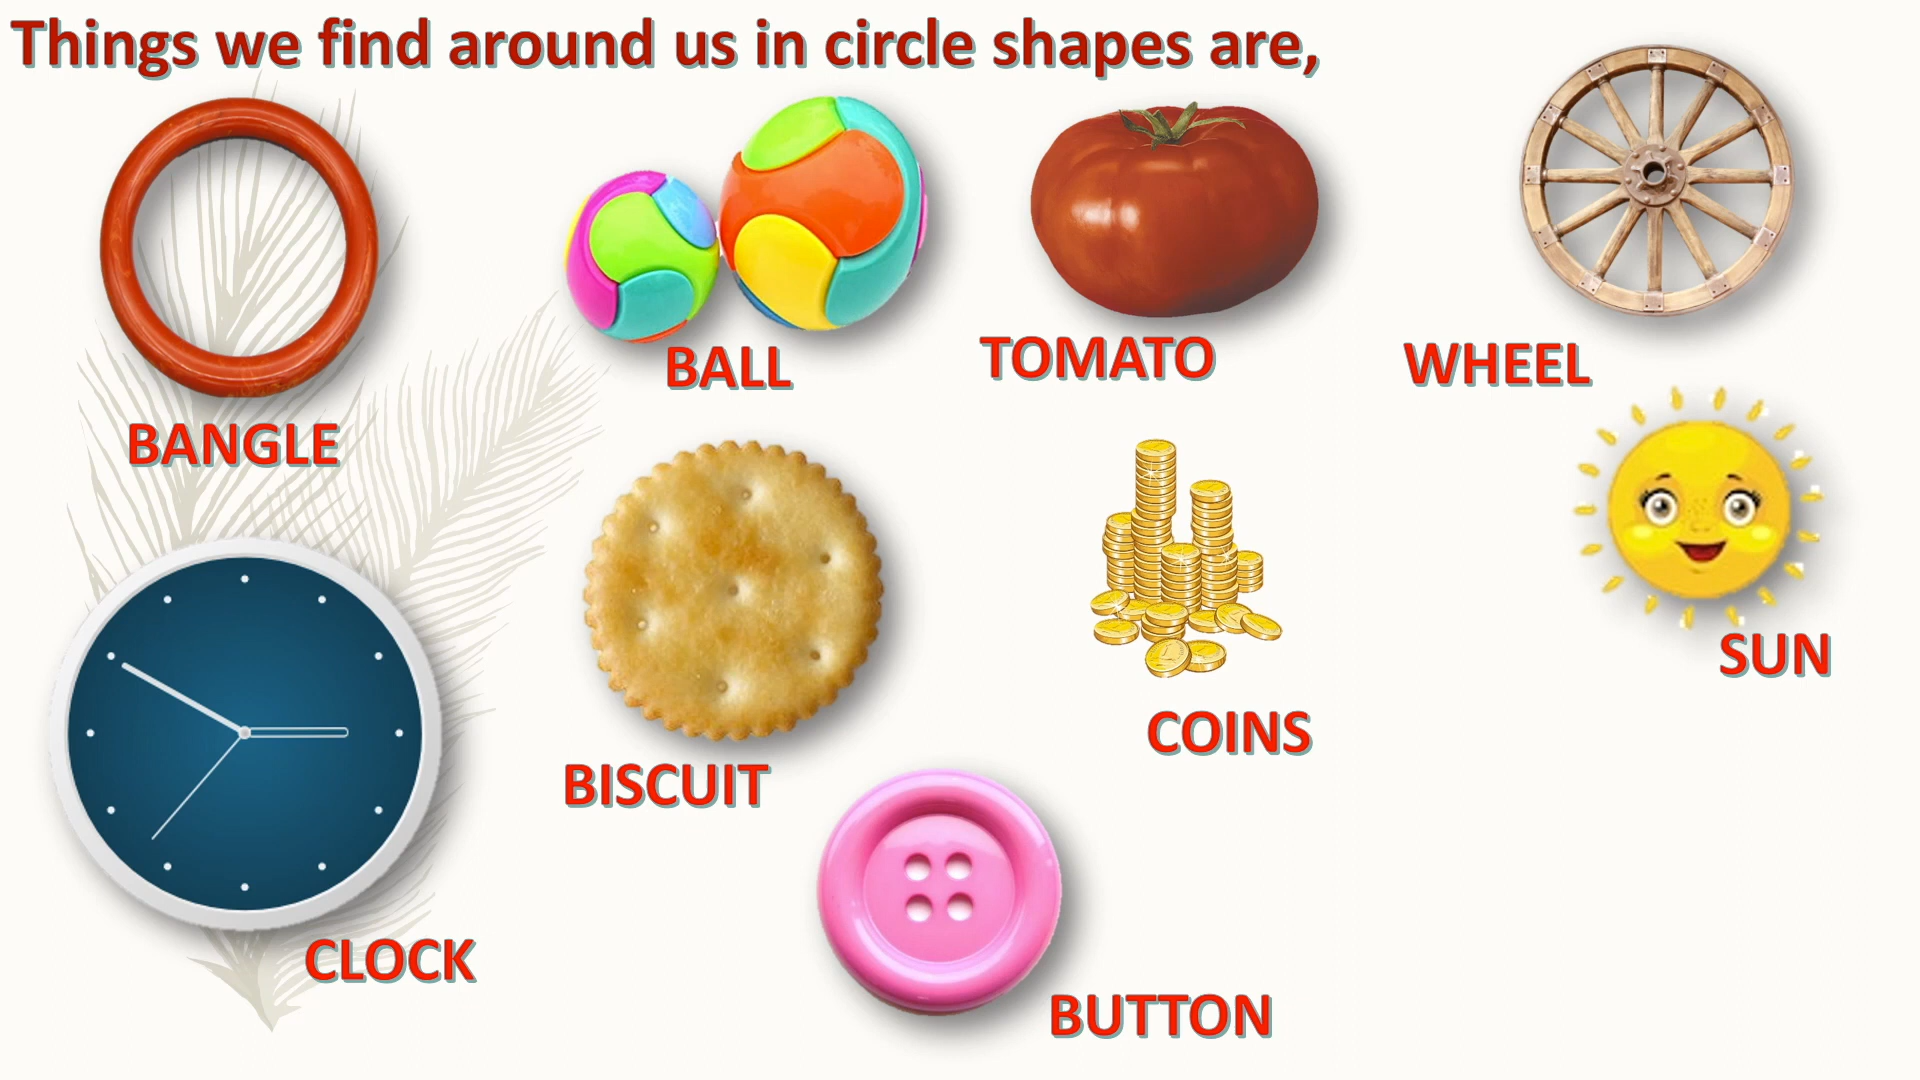 Things we find around us in circle shapes are,
BANGLE
BALL
TOMATO
WHEEL
CLOCK
BISCUIT
COINS
SUN
BUTTON